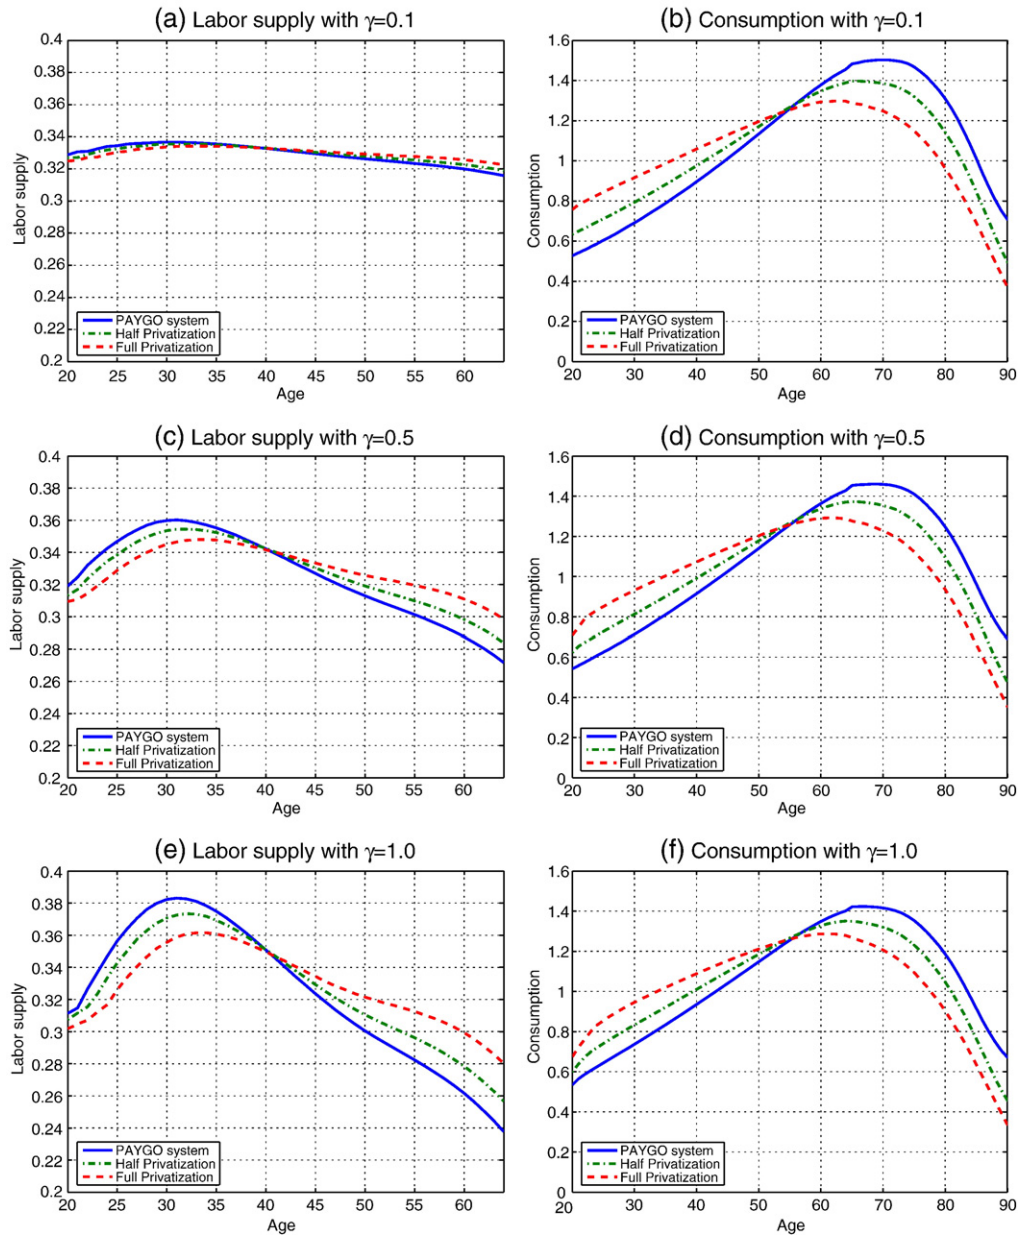 (a) Labor supply with γ=0.1
0.4
0.38
0.36
0.34
0.32
0.3
0.28
0.26
0.24
0.22
0.2
Labor supply
PAYGO system
Half Privatization
Full Privatization
20 25 30 35 40 45 50 55 60
Age
(b) Consumption with γ=0.1
1.6
1.4
1.2
1
0.8
0.6
0.4
0.2
0
Consumption
PAYGO system
Half Privatization
Full Privatization
20 30 40 50 60 70 80 90
Age
(c) Labor supply with γ=0.5
0.4
0.38
0.36
0.34
0.32
0.3
0.28
0.26
0.24
0.22
0.2
Labor supply
PAYGO system
Half Privatization
Full Privatization
20 25 30 35 40 45 50 55 60
Age
(d) Consumption with γ=0.5
1.6
1.4
1.2
1
0.8
0.6
0.4
0.2
0
Consumption
PAYGO system
Half Privatization
Full Privatization
20 30 40 50 60 70 80 90
Age
(e) Labor supply with γ=1.0
0.4
0.38
0.36
0.34
0.32
0.3
0.28
0.26
0.24
0.22
0.2
Labor supply
PAYGO system
Half Privatization
Full Privatization
20 25 30 35 40 45 50 55 60
Age
(f) Consumption with γ=1.0
1.6
1.4
1.2
1
0.8
0.6
0.4
0.2
0
Consumption
PAYGO system
Half Privatization
Full Privatization
20 30 40 50 60 70 80 90
Age